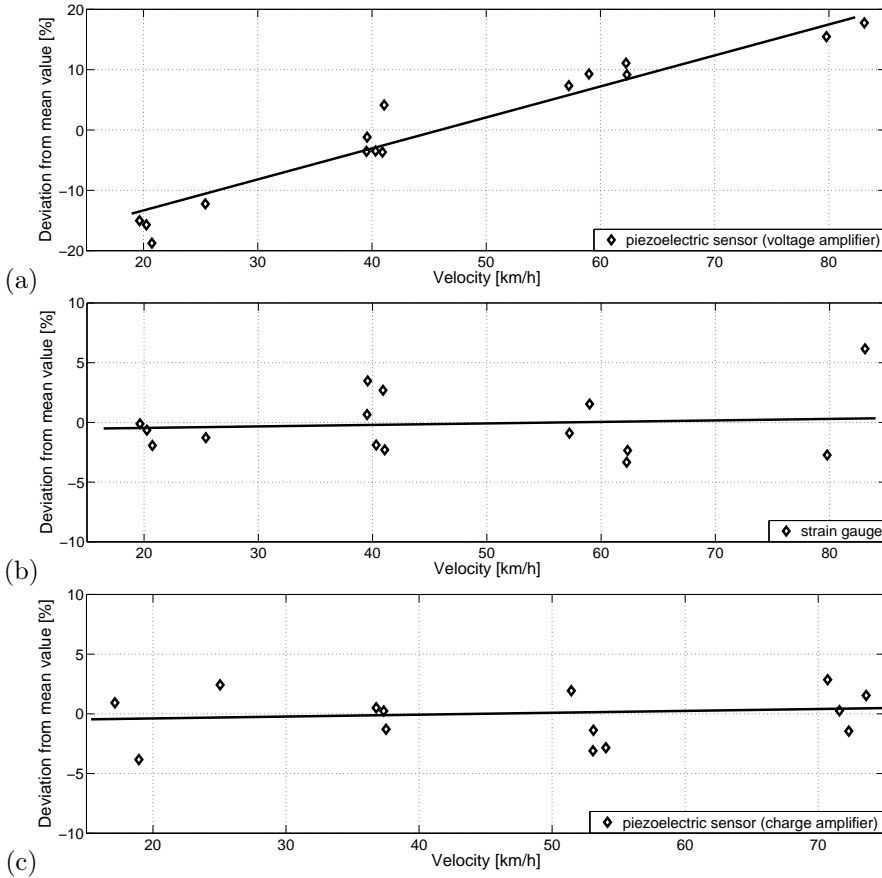 20
10
0
−10
−20
Deviation from mean value [%]
piezoelectric sensor (voltage amplifier)
20 30 40 50 60 70 80
Velocity [km/h]
(a)
10
5
0
−5
−10
Deviation from mean value [%]
strain gauge
20 30 40 50 60 70 80
Velocity [km/h]
(b)
10
5
0
−5
−10
Deviation from mean value [%]
piezoelectric sensor (charge amplifier)
20 30 40 50 60 70
Velocity [km/h]
(c)